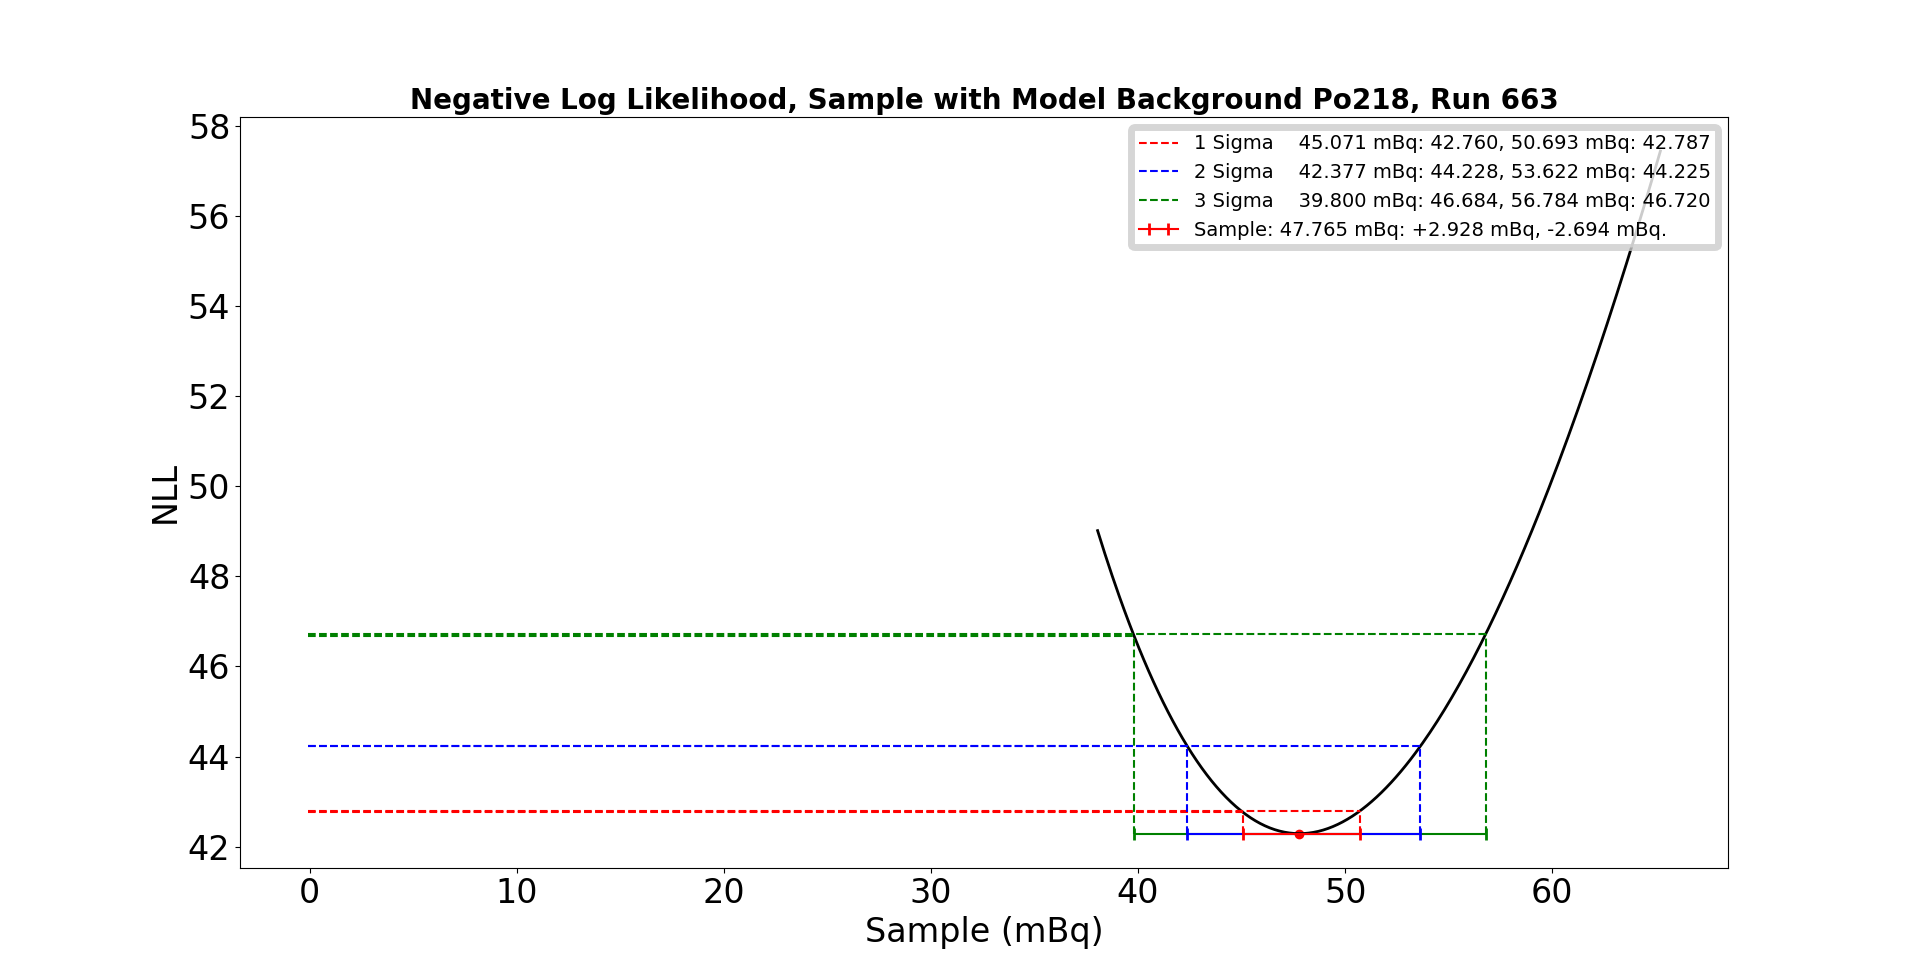 Negative Log Likelihood, Sample with Model Background Po218, Run 663
1 Sigma 45.071 mBq: 42.760, 50.693 mBq: 42.787
2 Sigma 42.377 mBq: 44.228, 53.622 mBq: 44.225
3 Sigma 39.800 mBq: 46.684, 56.784 mBq: 46.720
Sample: 47.765 mBq: +2.928 mBq, -2.694 mBq.
NLL
58
56
54
52
50
48
46
44
42
0 10 20 30 40 50 60
Sample (mBq)